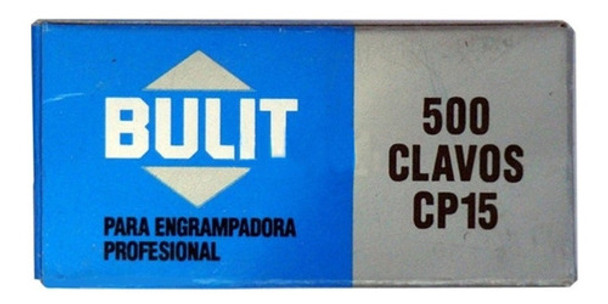 BULIT
PARA ENGRAMPADORA
PROFESIONAL
500
CLAVOS
CP15